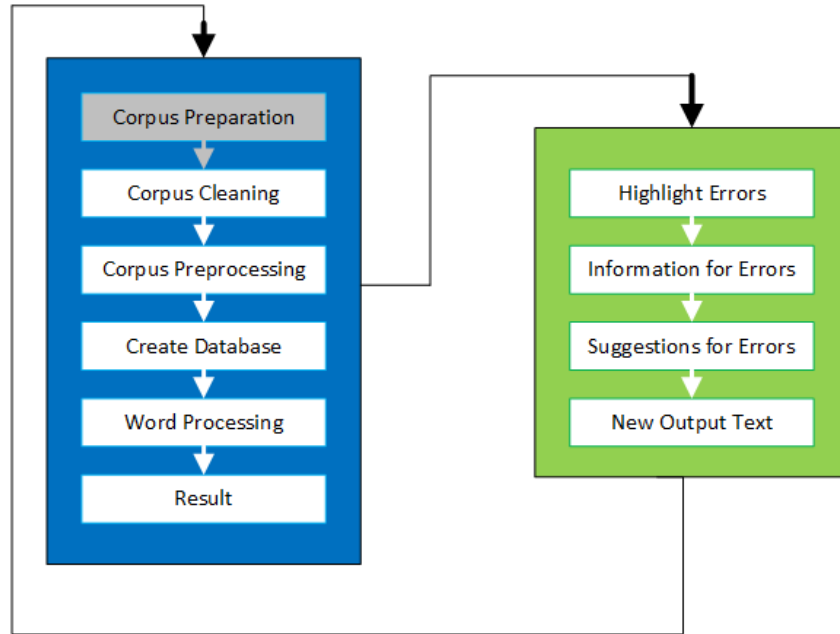 Corpus Preparation
Corpus Cleaning
Corpus Preprocessing
Create Database
Word Processing
Result
Highlight Errors
Information for Errors
Suggestions for Errors
New Output Text